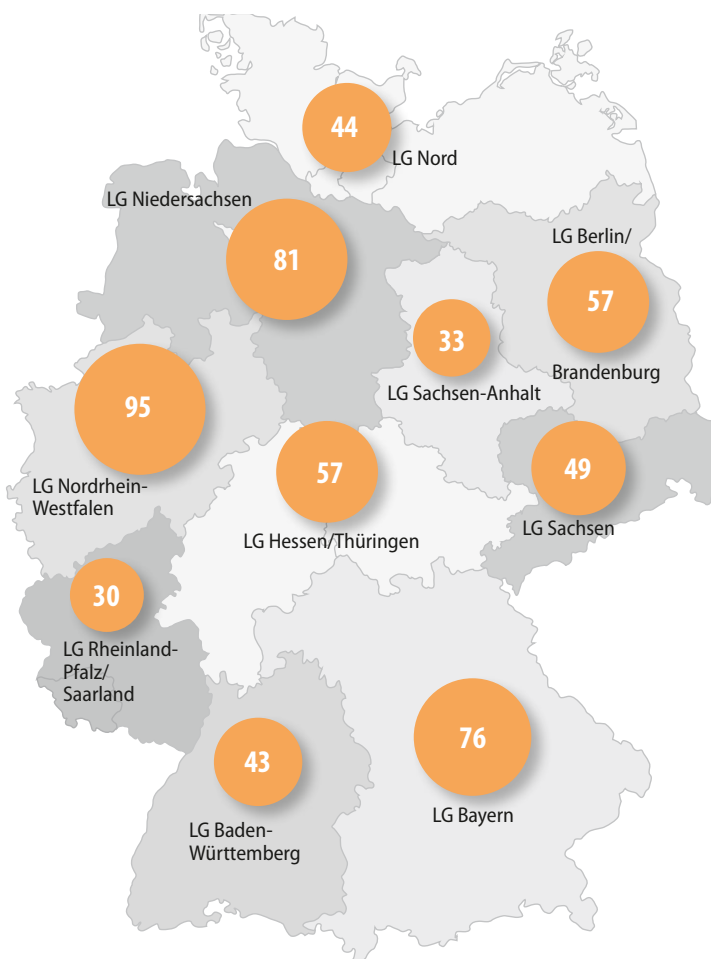 44
LG Nord
LG Niedersachsen
81
LG Berlin/
57
Brandenburg
33
LG Sachsen-Anhalt
95
LG Nordrhein-
Westfalen
57
LG Hessen/Thüringen
49
LG Sachsen
30
LG Rheinland-
Pfalz/
Saarland
43
LG Baden-
Württemberg
76
LG Bayern